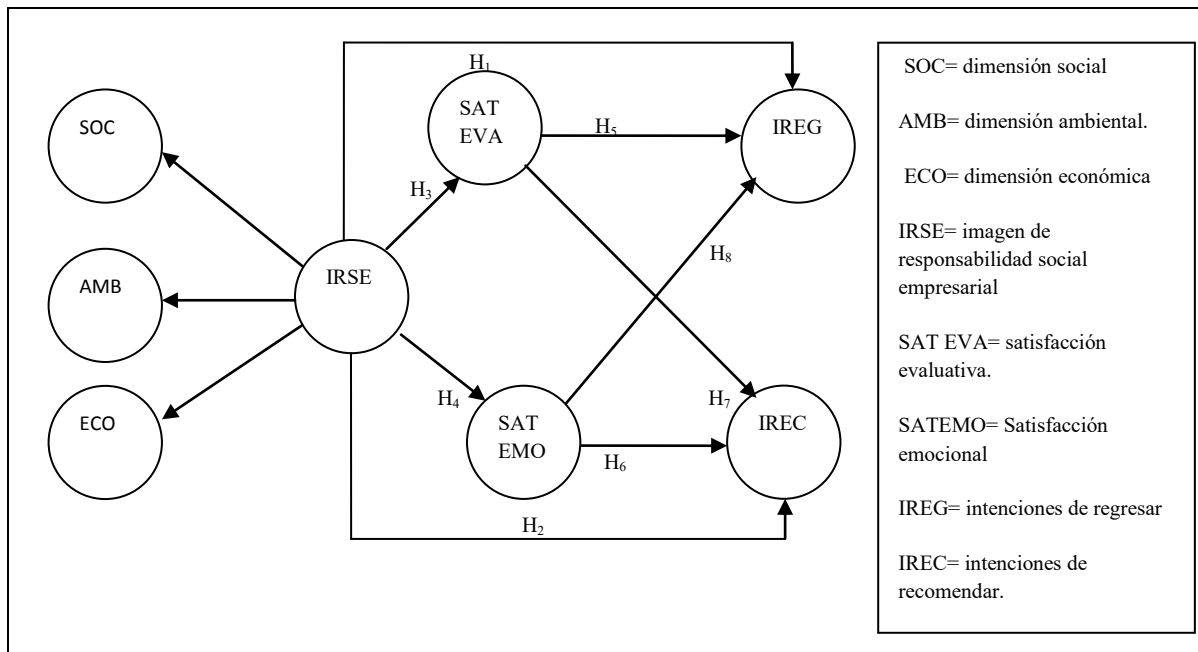 H₁
SAT
EVA
SOC
IREG
H₅
H₃
H₈
IRSE
AMB
H₄
H₇
SAT
EMO
IREC
ECO
H₆
H₂
SOC= dimensión social
AMB= dimensión ambiental.
ECO= dimensión económica
IRSE= imagen de
responsabilidad social
empresarial
SAT EVA= satisfacción
evaluativa.
SATEMO= Satisfacción
emocional
IREG= intenciones de regresar
IREC= intenciones de
recomendar.